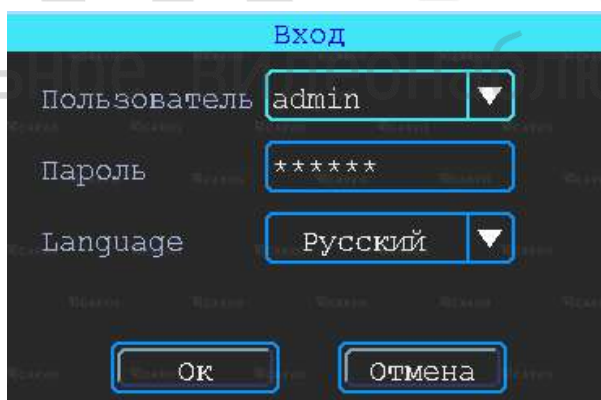 Вход
Пользователь admin
Пароль ******
Language Русский
Ок Отмена